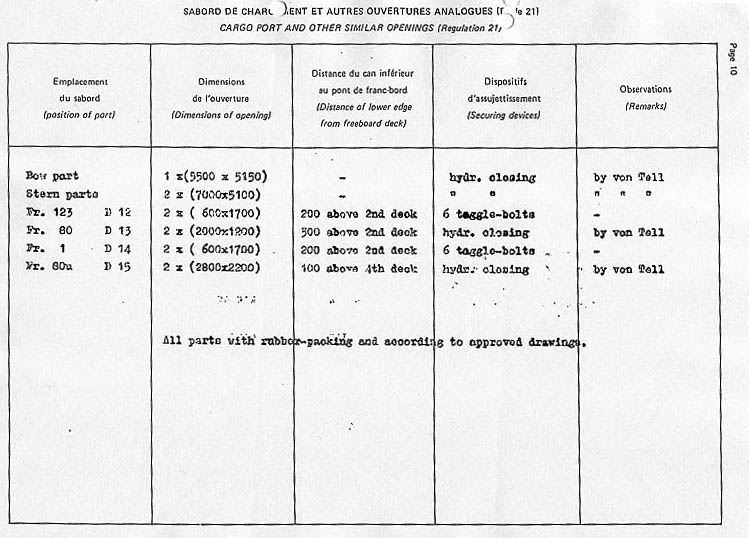 SABORD DE CHARGEMENT ET AUTRES OUVERTURES ANALOGUES (Règle 21)
CARGO PORT AND OTHER SIMILAR OPENINGS (Regulation 21)
Page 10
Emplacement
du sabord
(position of port)
Dimensions
de l'ouverture
(Dimensions of opening)
Distance du can inférieur
au pont de franc-bord
(Distance of lower edge
from freeboard deck)
Dispositifs
d'assujettissement
(Securing devices)
Observations
(Remarks)
Bow part 1 x(5500 x 5150) - hydr. closing by von Tell
Stern parts 2 x (7000x5100) - " " " " "
Fr. 123 D 12 2 x ( 600x1700) 200 above 2nd deck 6 toggle-bolts -
Fr. 80 D 13 2 x (2000x1200) 500 above 2nd deck hydr. closing by von Tell
Fr. 1 D 14 2 x ( 600x1700) 200 above 2nd deck 6 toggle-bolts -
Fr. 80u D 15 2 x (2800x2200) 100 above 4th deck hydr. closing by von Tell
All parts with rubber-packing and according to approved drawings.